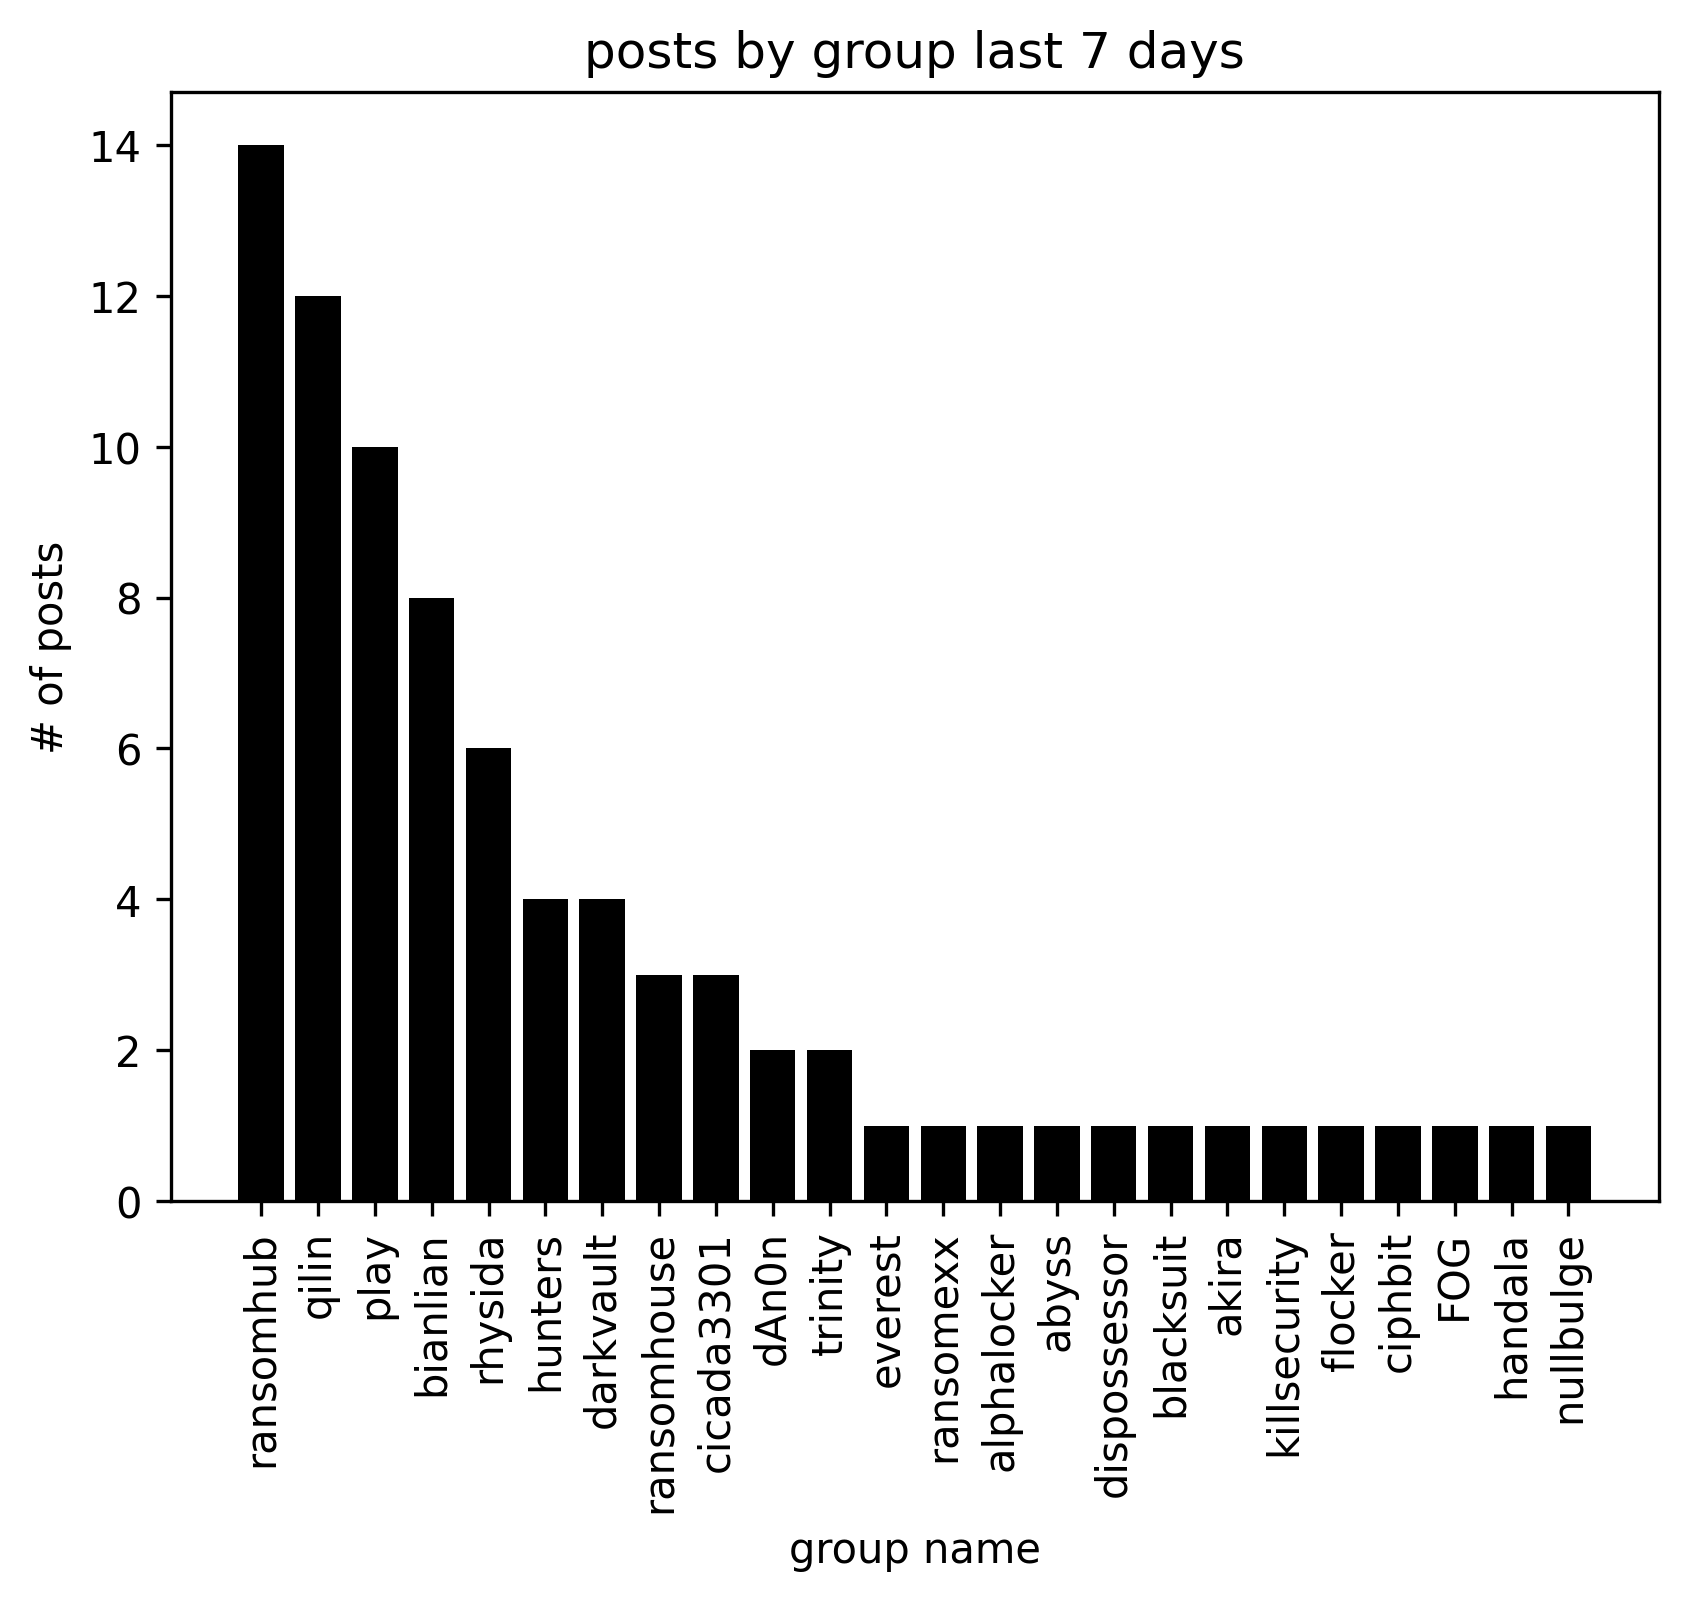 posts by group last 7 days
# of posts
14
12
10
8
6
4
2
0
ransomhub
qilin
play
bianlian
rhysida
hunters
darkvault
ransomhouse
cicada3301
dAn0n
trinity
everest
ransomexx
alphalocker
abyss
dispossessor
blacksuit
akira
killsecurity
flocker
ciphbit
FOG
handala
nullbulge
group name